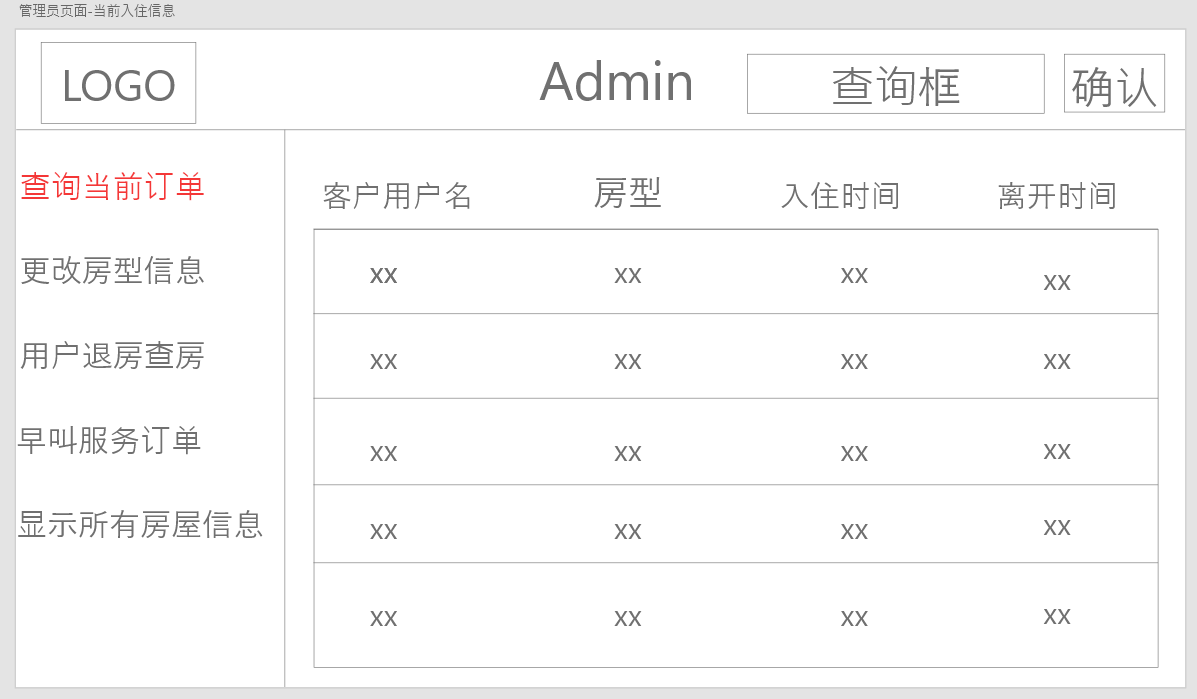 管理员页面-当前入住信息
LOGO
Admin
查询框
确认
查询当前订单
更改房型信息
用户退房查房
早叫服务订单
显示所有房屋信息
客户用户名 房型 入住时间 离开时间
xx xx xx xx
xx xx xx xx
xx xx xx xx
xx xx xx xx
xx xx xx xx